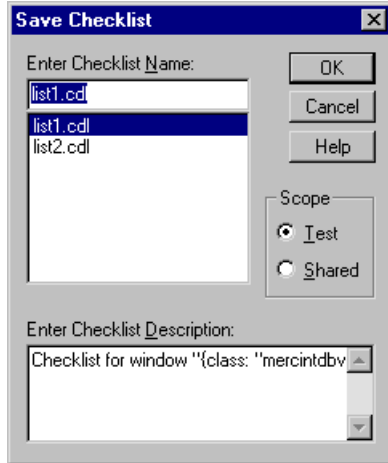 Save Checklist
Enter Checklist Name:
list1.cdl
list1.cdl
list2.cdl
OK
Cancel
Help
Scope
Test
Shared
Enter Checklist Description:
Checklist for window "{class: "mercintdbv